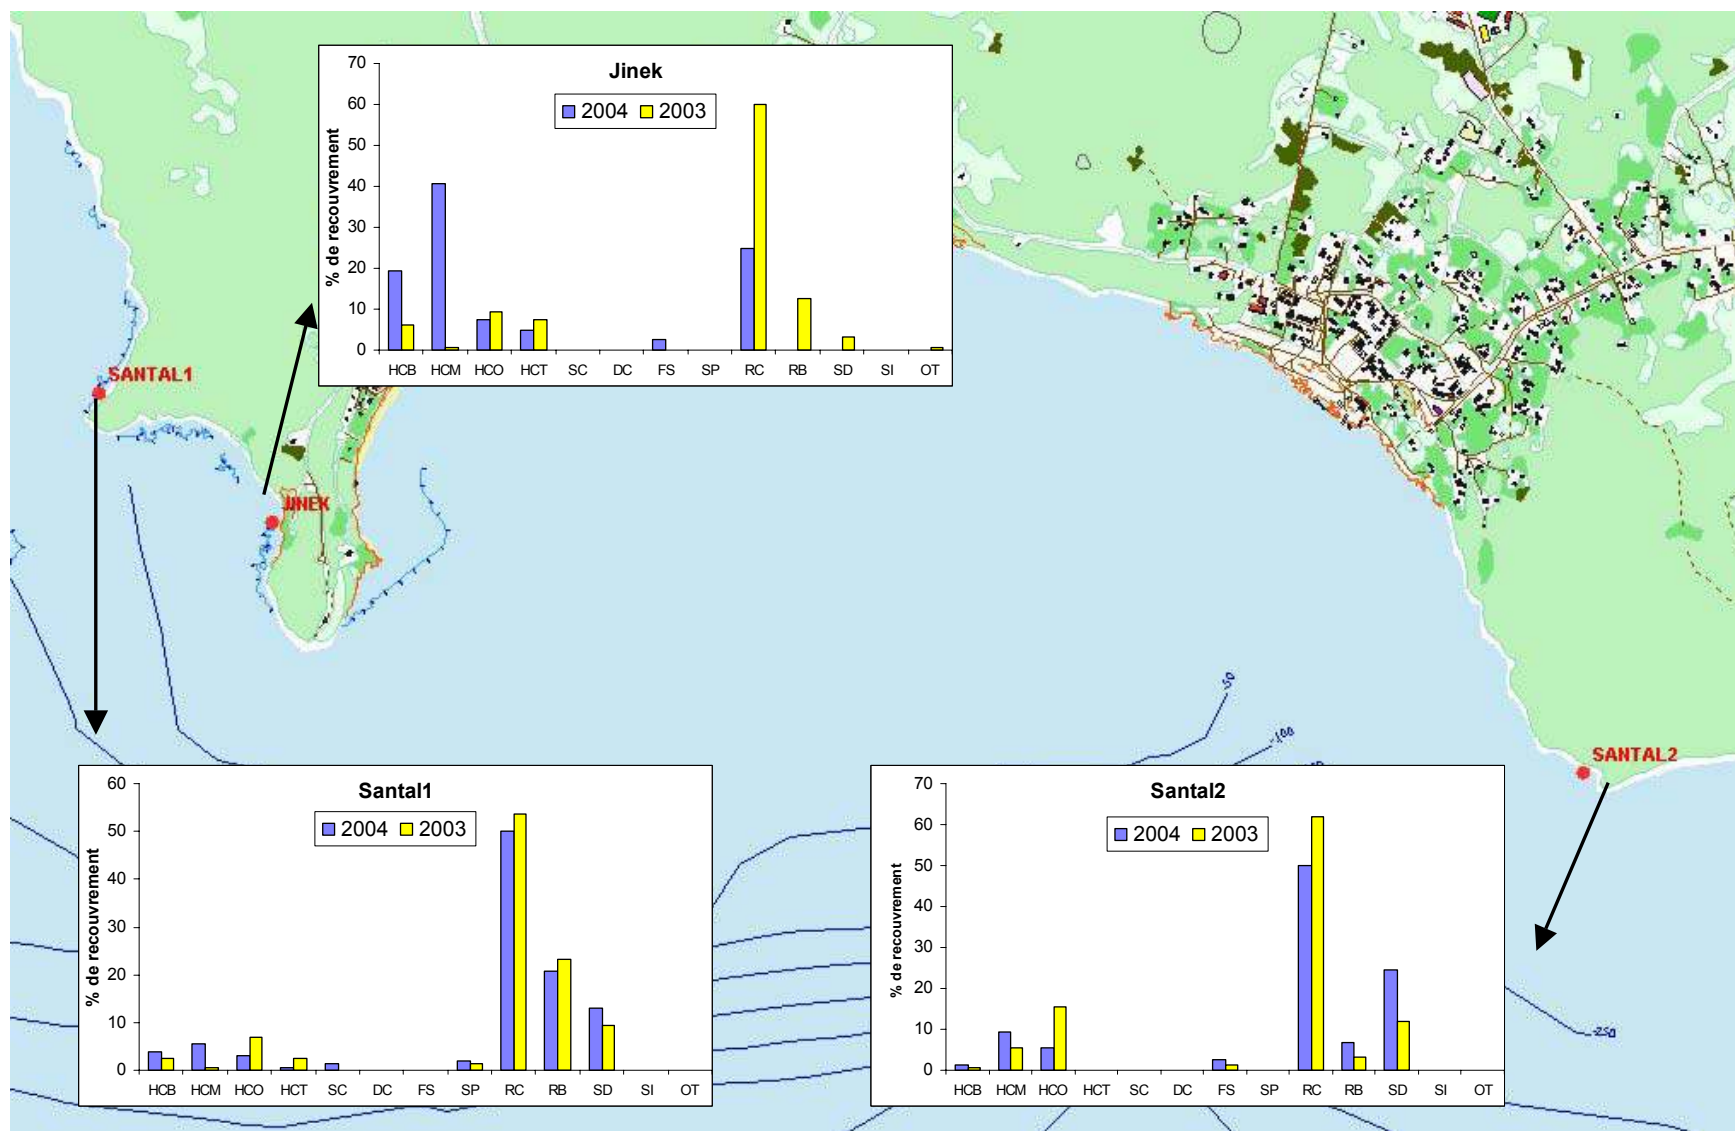 Jinek
2004 2003
% de recouvrement
70
60
50
40
30
20
10
0
HCB HCM HCO HCT SC DC FS SP RC RB SD SI OT
SANTAL1
JINEK
-50
-100
SANTAL2
Santal1
2004 2003
% de recouvrement
60
50
40
30
20
10
0
HCB HCM HCO HCT SC DC FS SP RC RB SD SI OT
Santal2
2004 2003
% de recouvrement
70
60
50
40
30
20
10
0
HCB HCM HCO HCT SC DC FS SP RC RB SD SI OT
-250